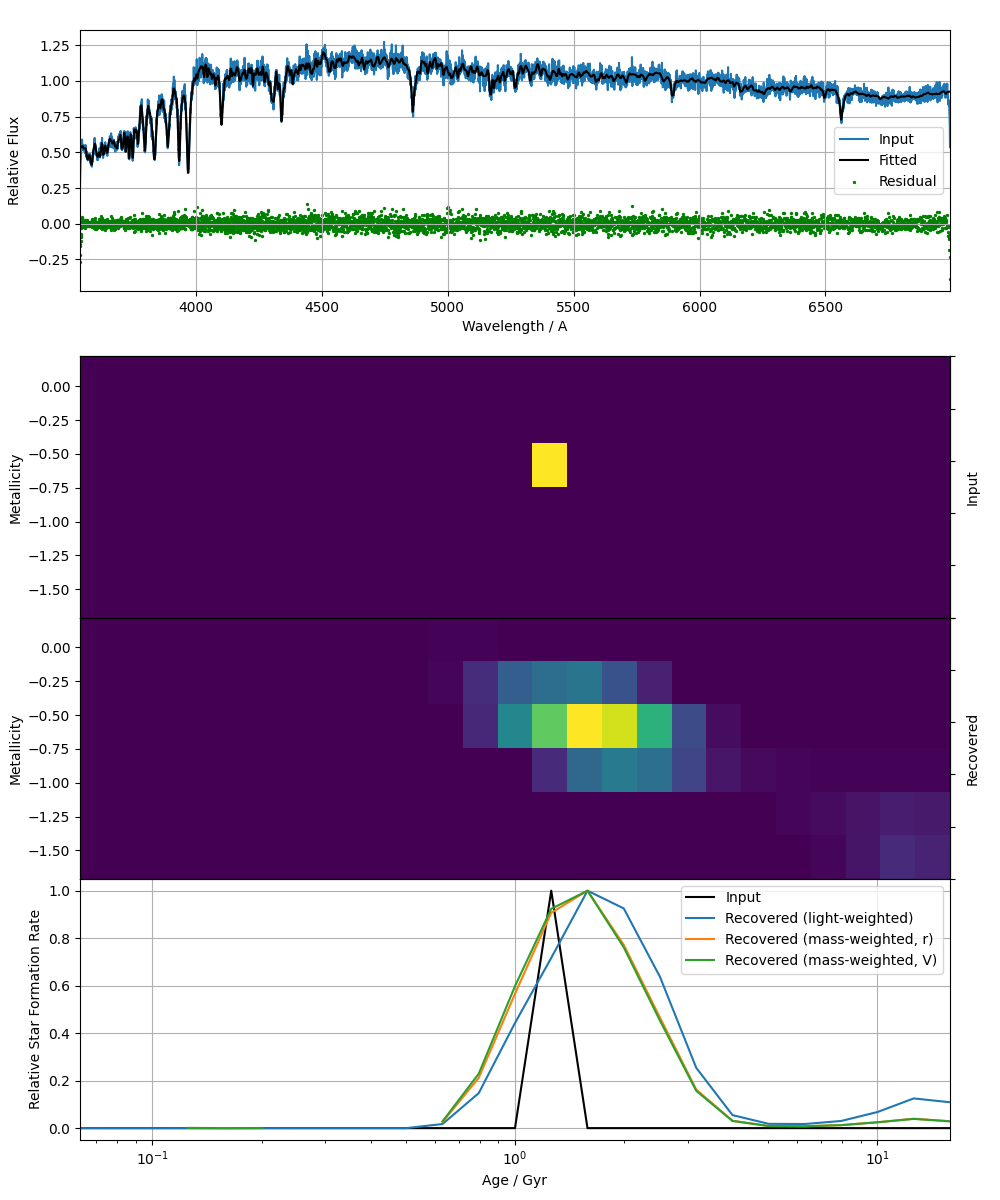 1.25
1.00
0.75
0.50
0.25
0.00
−0.25
Relative Flux
Input
Fitted
Residual
4000
4500
5000
5500
6000
6500
Wavelength / A
0.00
−0.25
−0.50
−0.75
−1.00
−1.25
−1.50
Metallicity
Input
0.00
−0.25
−0.50
−0.75
−1.00
−1.25
−1.50
Metallicity
Recovered
1.0
0.8
0.6
0.4
0.2
0.0
Relative Star Formation Rate
Input
Recovered (light-weighted)
Recovered (mass-weighted, r)
Recovered (mass-weighted, V)
10⁻¹
10⁰
10¹
Age / Gyr